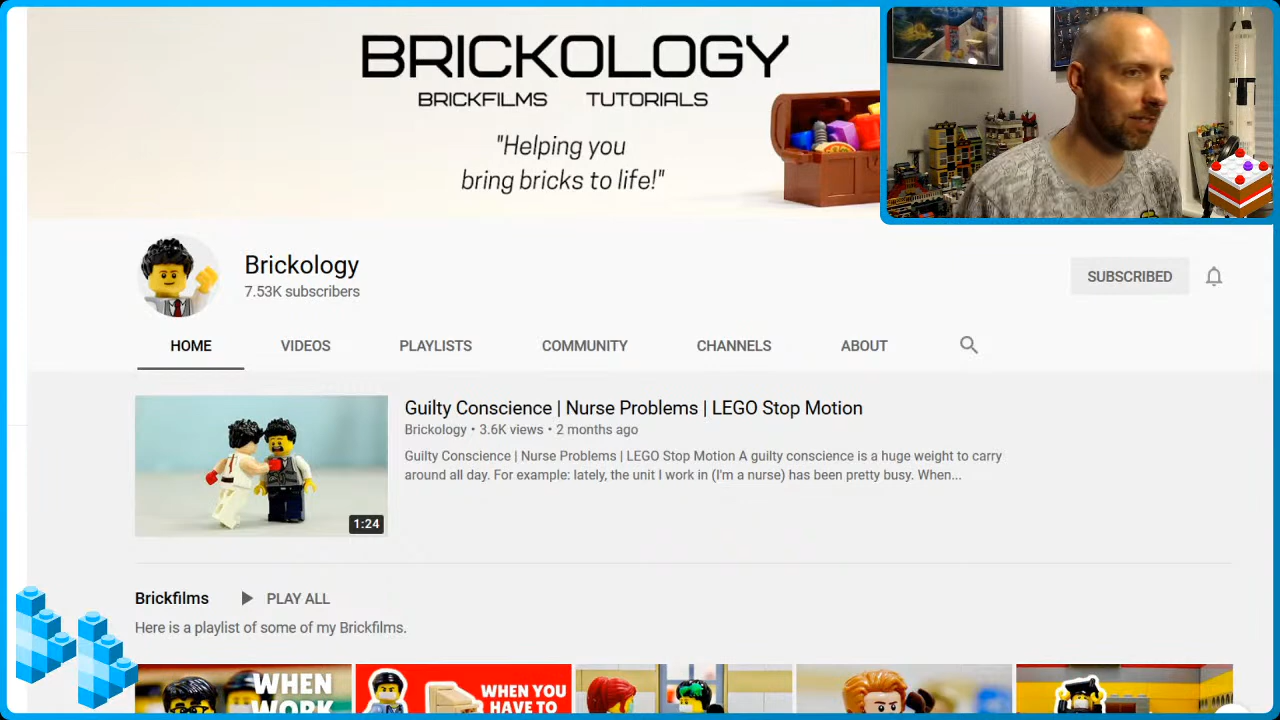 BRICKOLOGY
BRICKFILMS TUTORIALS
"Helping you
bring bricks to life!"
Brickology
7.53K subscribers
SUBSCRIBED
HOME VIDEOS PLAYLISTS COMMUNITY CHANNELS ABOUT
Guilty Conscience | Nurse Problems | LEGO Stop Motion
Brickology • 3.6K views • 2 months ago
Guilty Conscience | Nurse Problems | LEGO Stop Motion A guilty conscience is a huge weight to carry
around all day. For example: lately, the unit I work in (I'm a nurse) has been pretty busy. When...
1:24
Brickfilms PLAY ALL
Here is a playlist of some of my Brickfilms.
WHEN
WORK
WHEN YOU
HAVE TO